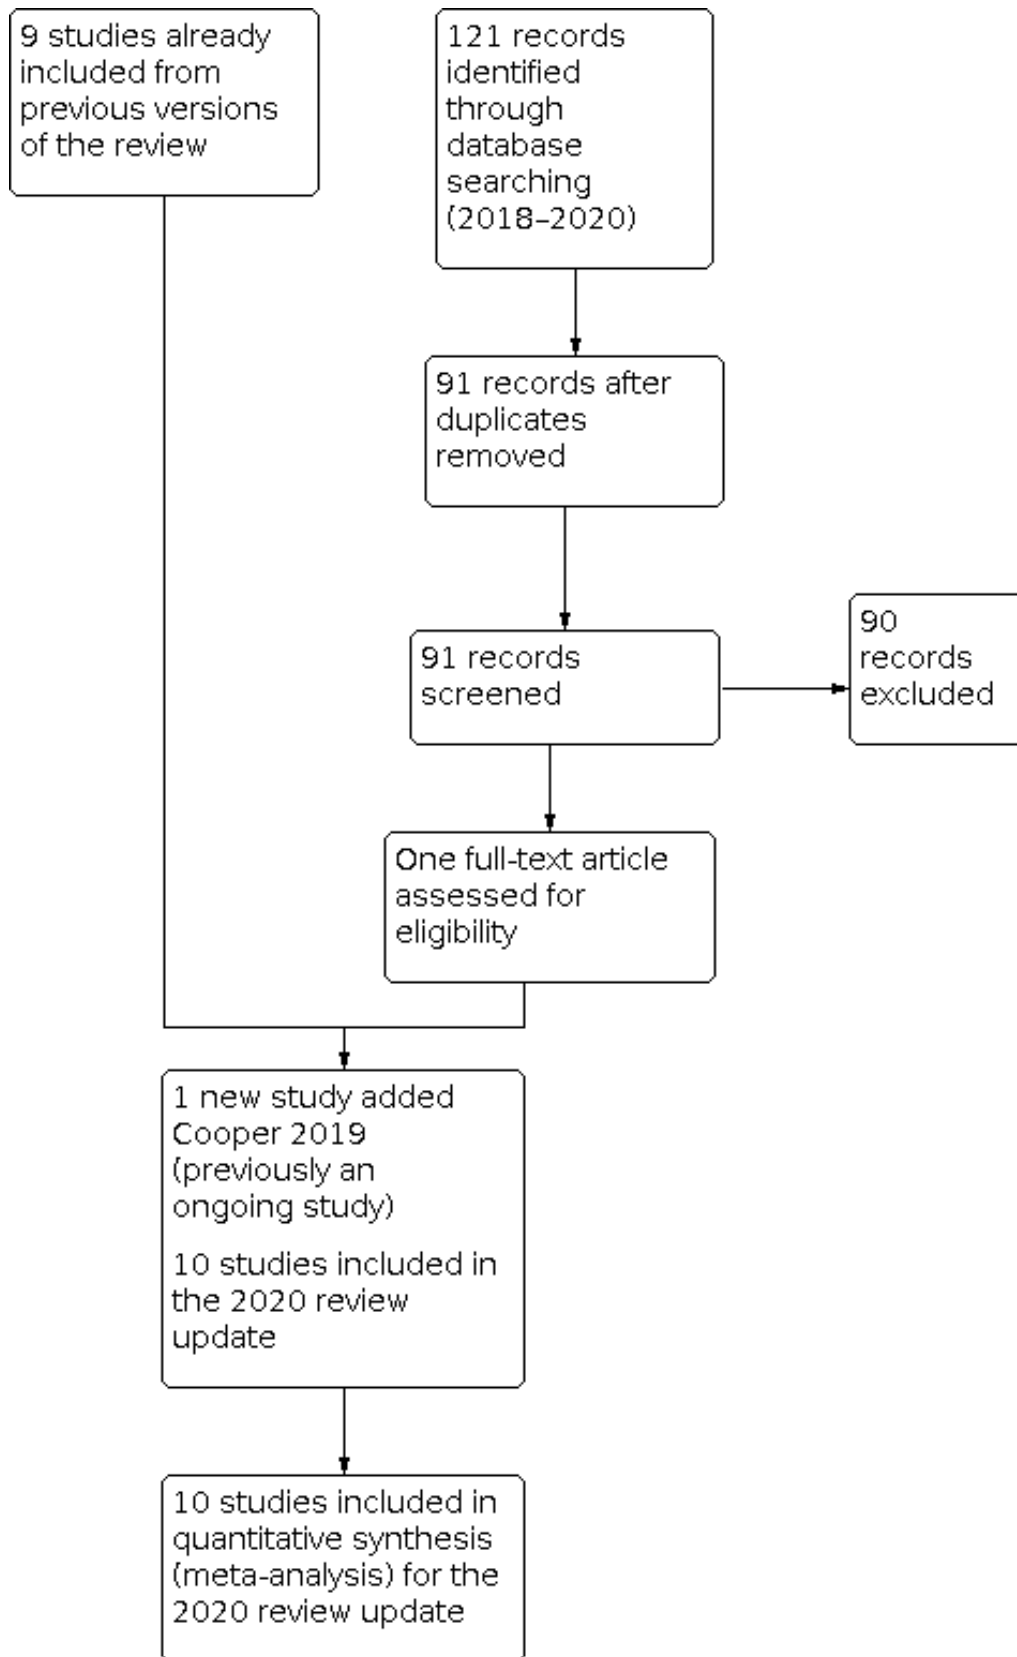 9 studies already
included from
previous versions
of the review
121 records
identified
through
database
searching
(2018–2020)
91 records after
duplicates
removed
91 records
screened
90
records
excluded
One full-text article
assessed for
eligibility
1 new study added
Cooper 2019
(previously an
ongoing study)
10 studies included in
the 2020 review
update
10 studies included in
quantitative synthesis
(meta-analysis) for the
2020 review update